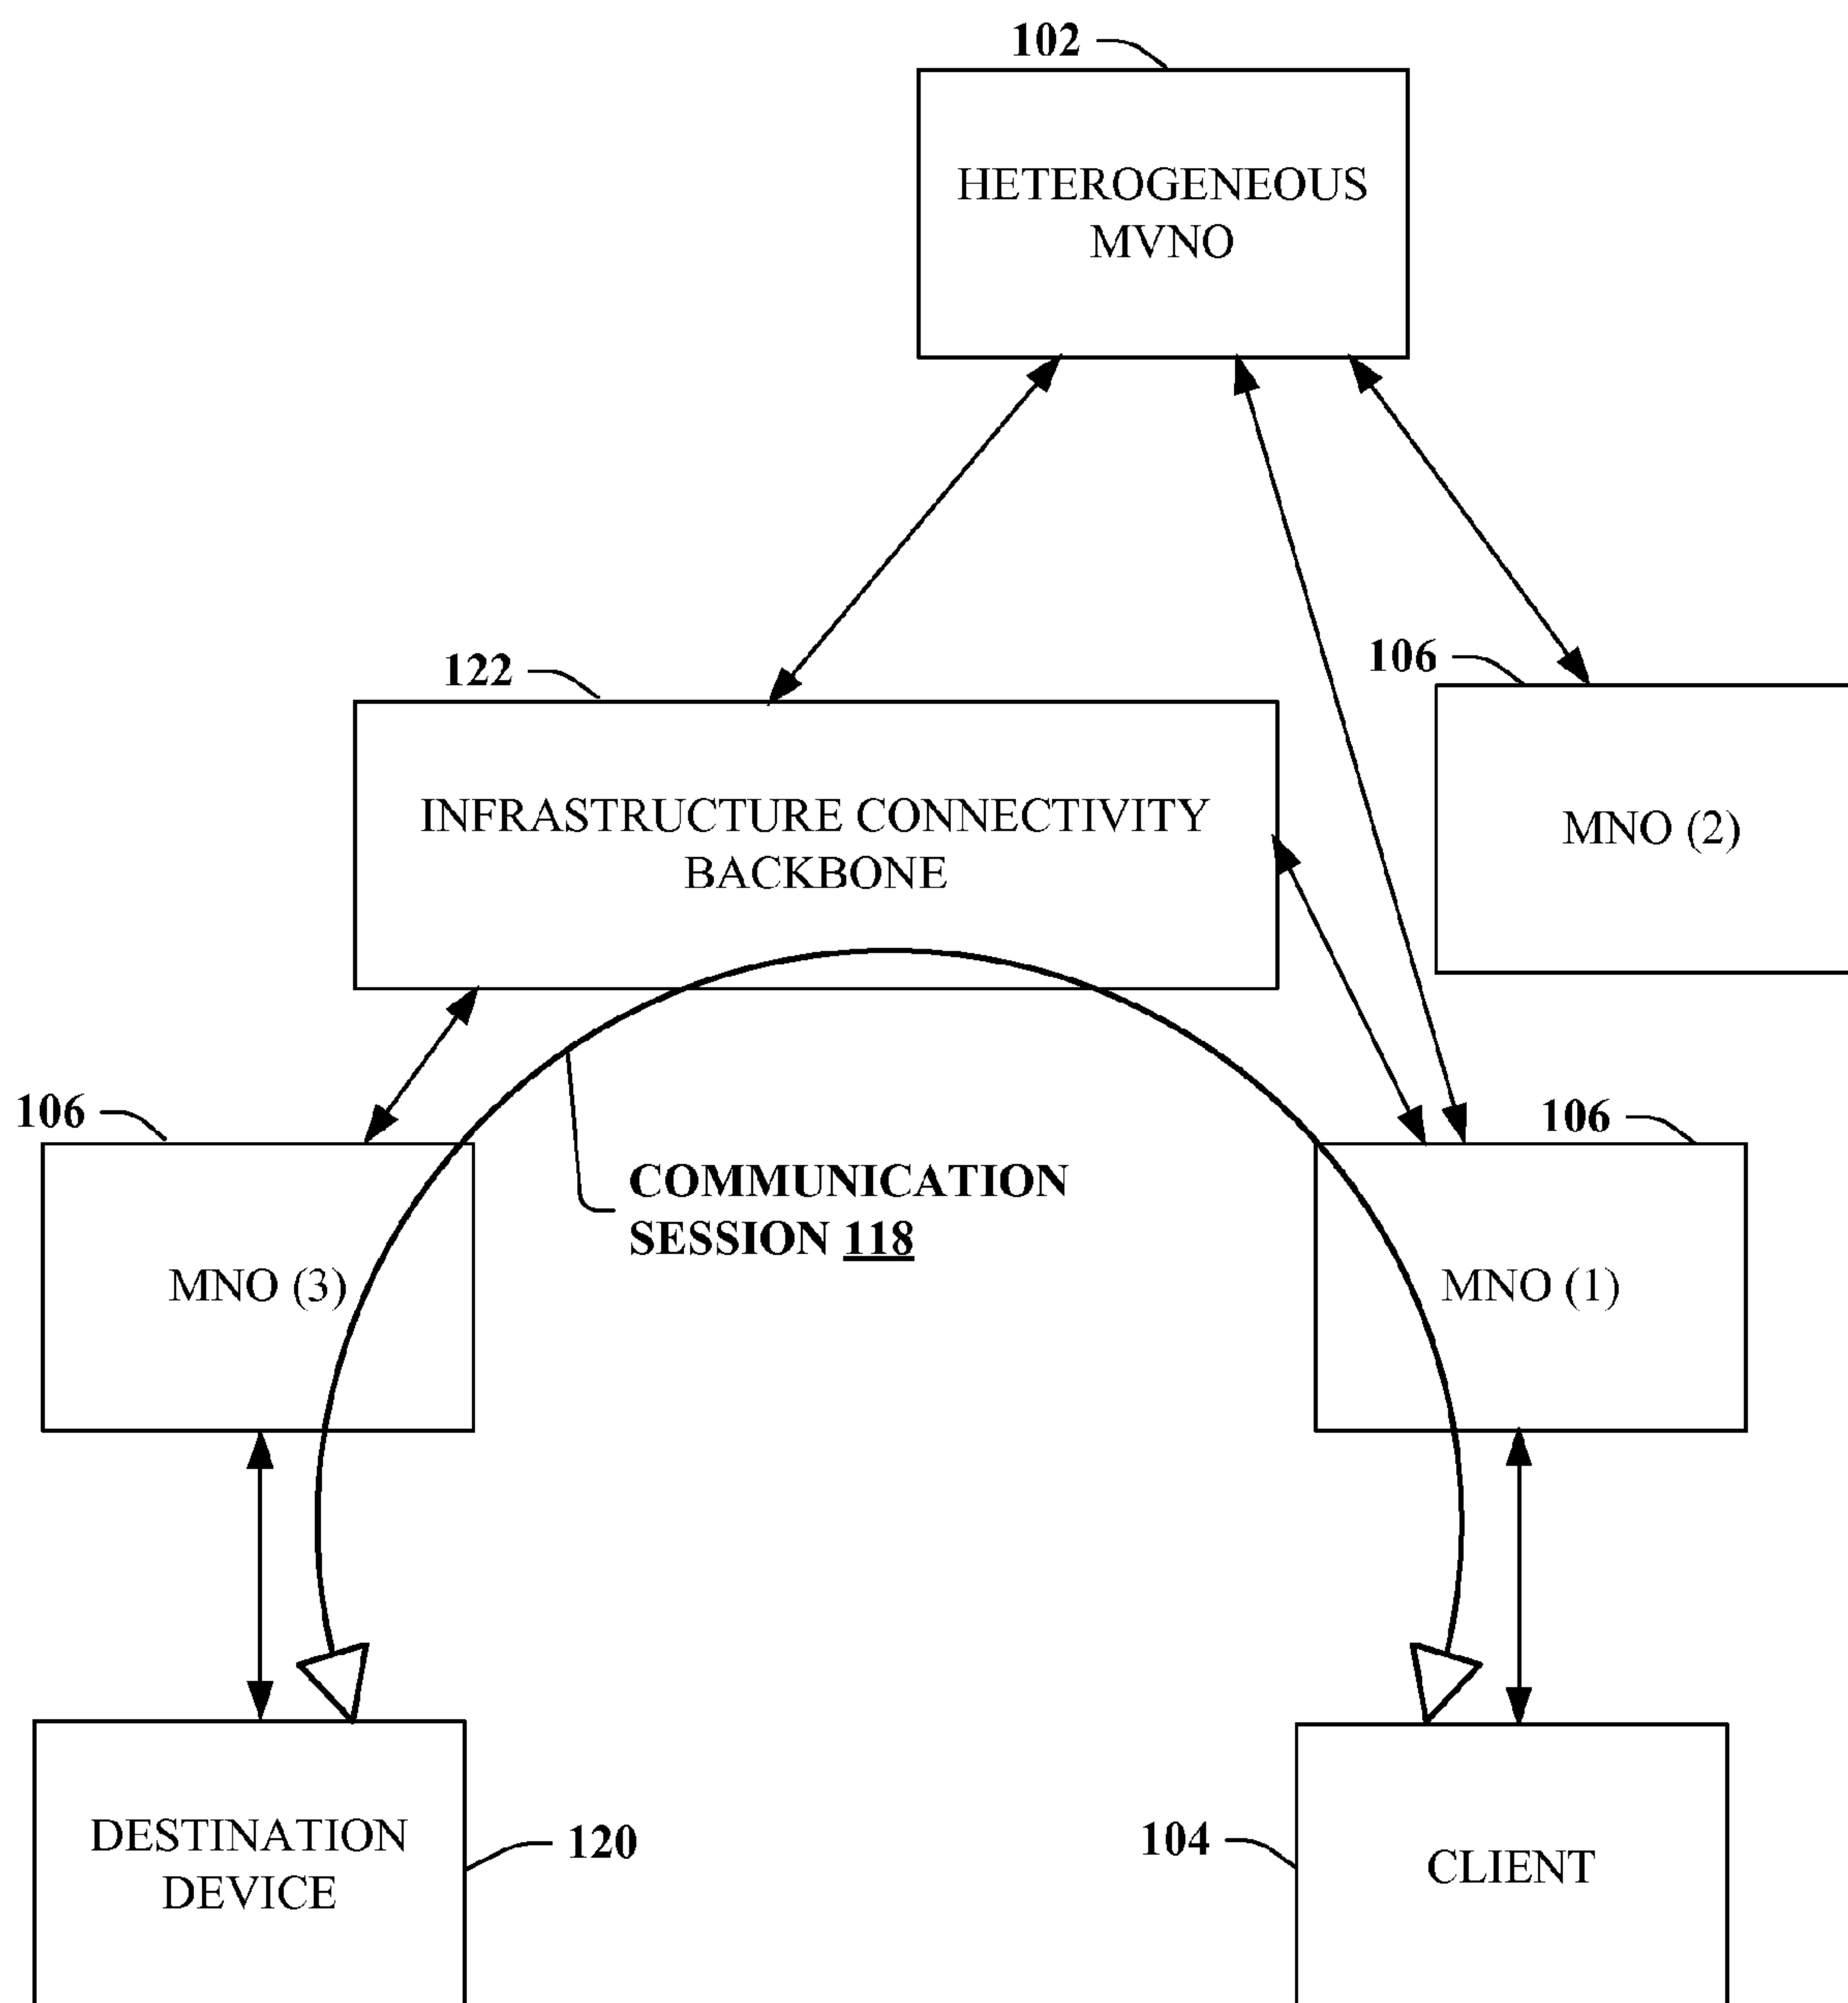 102
HETEROGENEOUS
MVNO
122
106
INFRASTRUCTURE CONNECTIVITY
BACKBONE
MNO (2)
106
106
COMMUNICATION
SESSION 118
MNO (3)
MNO (1)
DESTINATION
DEVICE
120
104
CLIENT